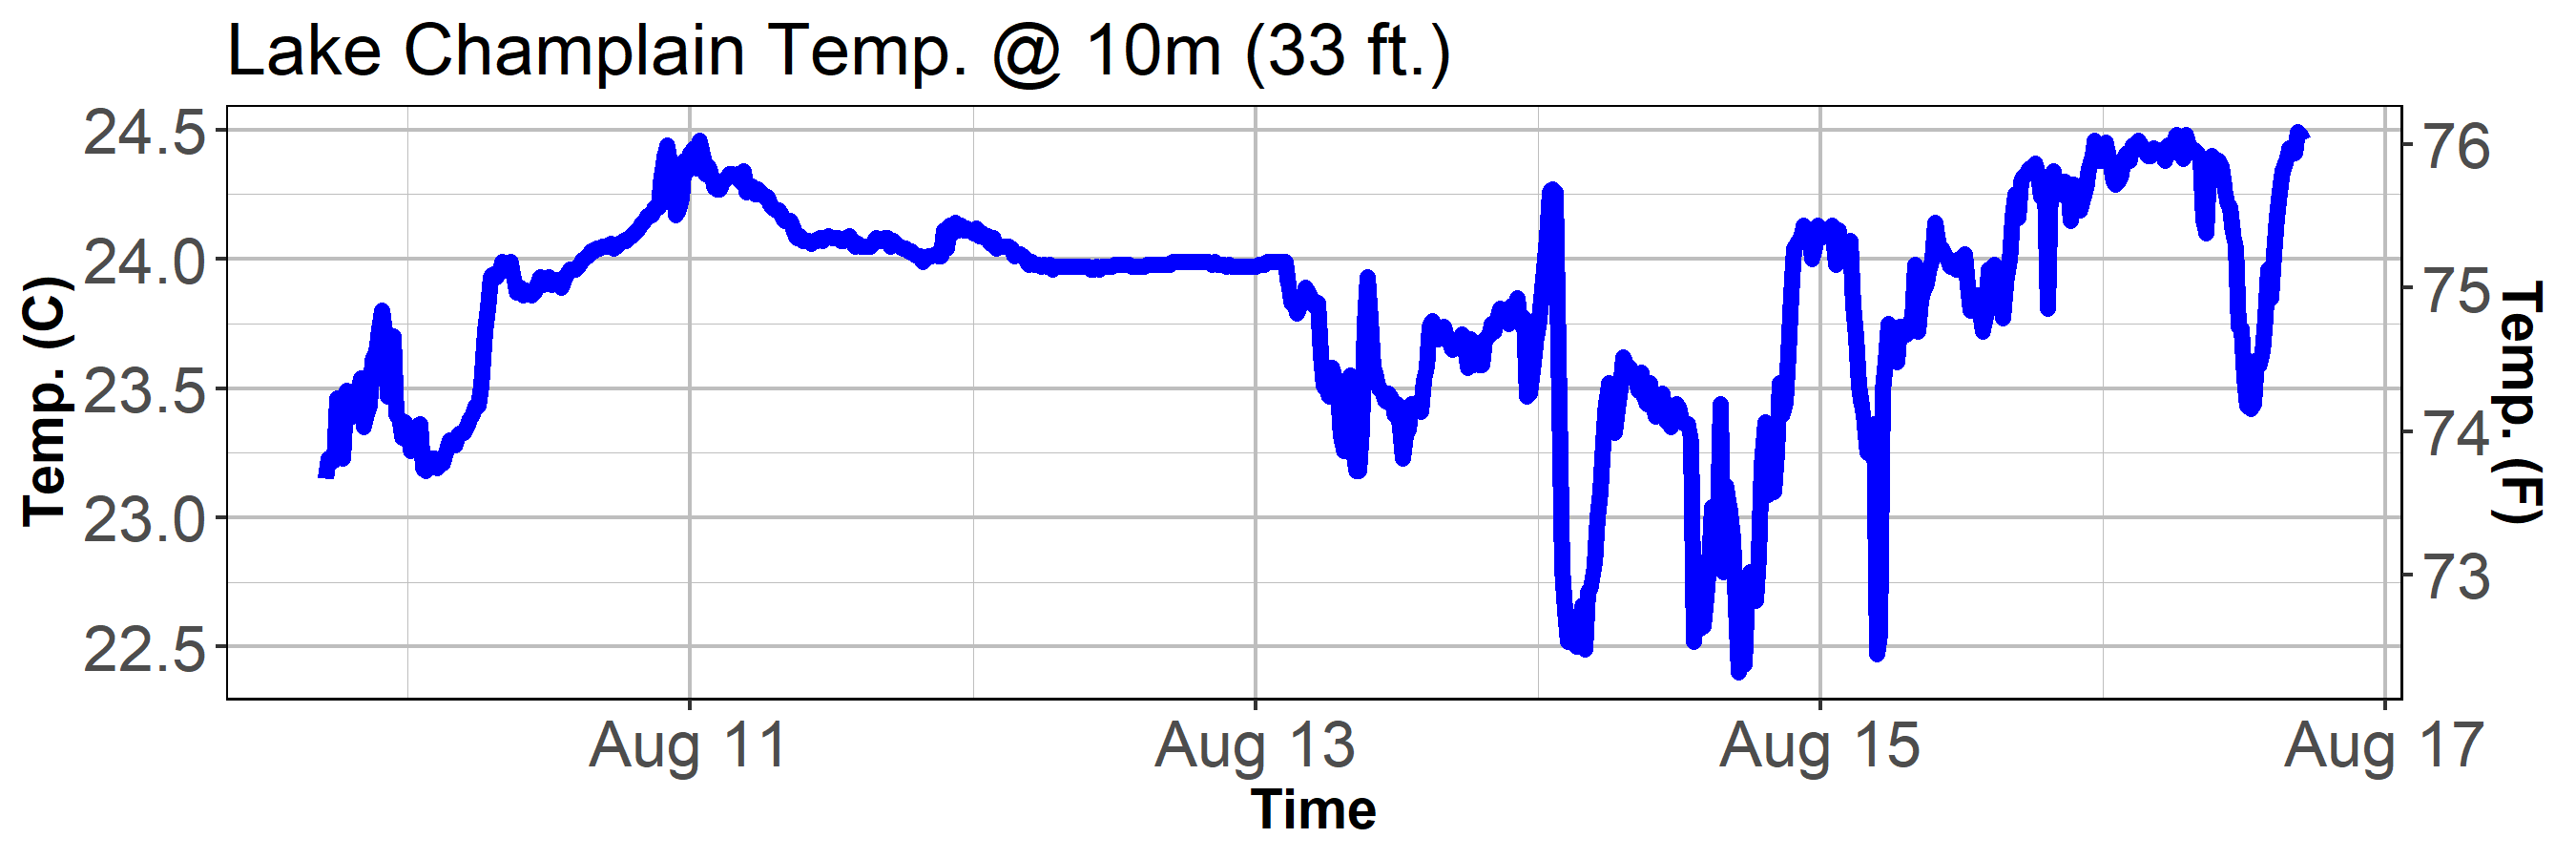 Lake Champlain Temp. @ 10m (33 ft.)
24.5
24.0
23.5
23.0
22.5
Temp. (C)
76
75
74
73
Temp. (F)
Aug 11
Aug 13
Aug 15
Aug 17
Time